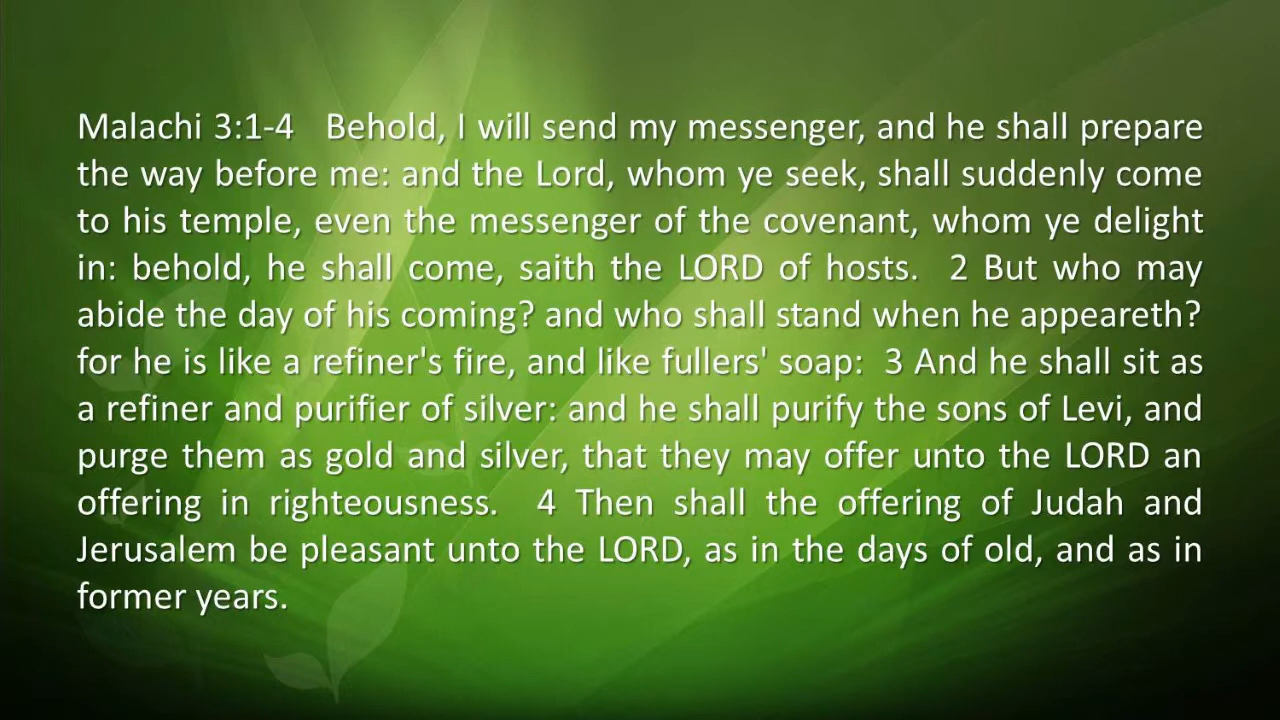 Malachi 3:1-4 Behold, I will send my messenger, and he shall prepare
the way before me: and the Lord, whom ye seek, shall suddenly come
to his temple, even the messenger of the covenant, whom ye delight
in: behold, he shall come, saith the LORD of hosts. 2 But who may
abide the day of his coming? and who shall stand when he appeareth?
for he is like a refiner's fire, and like fullers' soap: 3 And he shall sit as
a refiner and purifier of silver: and he shall purify the sons of Levi, and
purge them as gold and silver, that they may offer unto the LORD an
offering in righteousness. 4 Then shall the offering of Judah and
Jerusalem be pleasant unto the LORD, as in the days of old, and as in
former years.